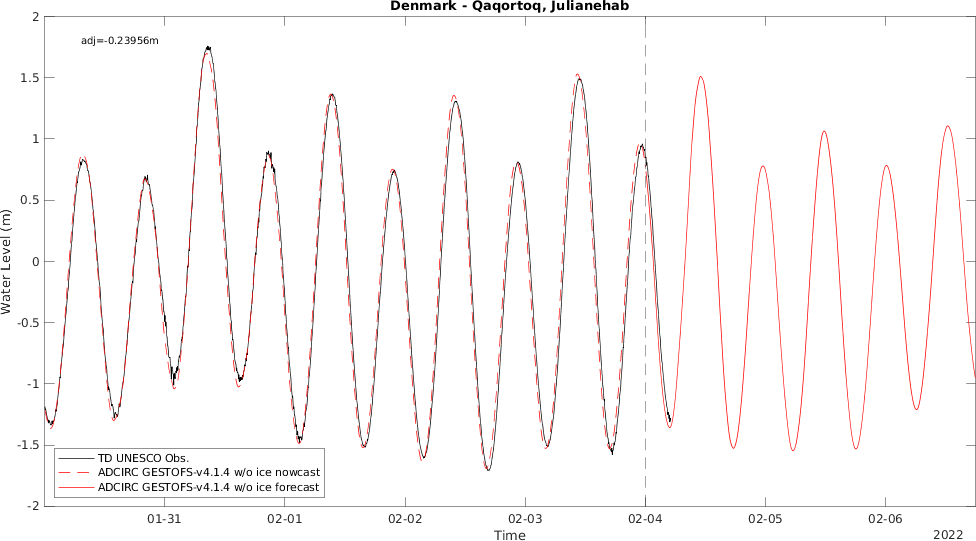 Denmark - Qaqortoq, Julianehab
adj=-0.23956m
2
1.5
1
0.5
0
-0.5
-1
-1.5
-2
Water Level (m)
TD UNESCO Obs.
ADCIRC GESTOFS-v4.1.4 w/o ice nowcast
ADCIRC GESTOFS-v4.1.4 w/o ice forecast
01-31 02-01 02-02 02-03 02-04 02-05 02-06
Time
2022